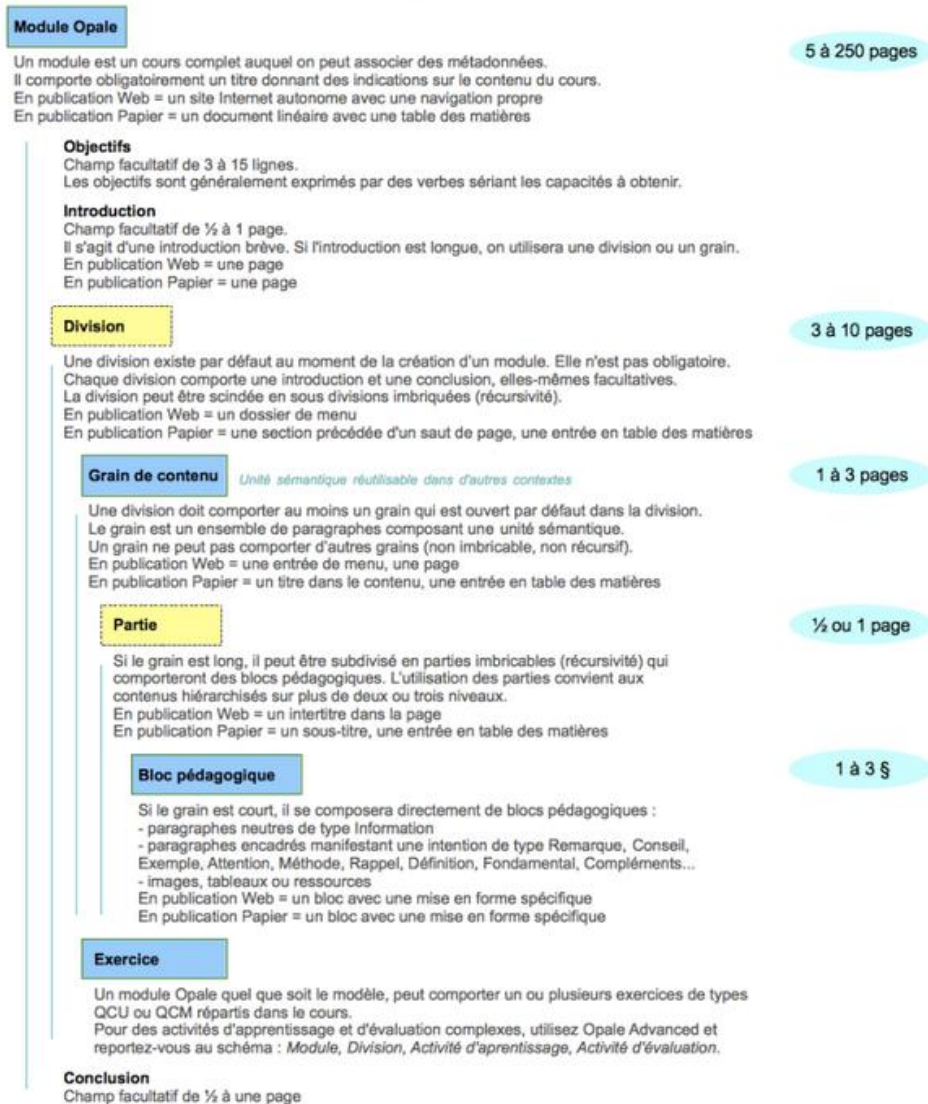 Module Opale
5 à 250 pages
Un module est un cours complet auquel on peut associer des métadonnées.
Il comporte obligatoirement un titre donnant des indications sur le contenu du cours.
En publication Web = un site Internet autonome avec une navigation propre
En publication Papier = un document linéaire avec une table des matières
Objectifs
Champ facultatif de 3 à 15 lignes.
Les objectifs sont généralement exprimés par des verbes sériant les capacités à obtenir.
Introduction
Champ facultatif de ½ à 1 page.
Il s'agit d'une introduction brève. Si l'introduction est longue, on utilisera une division ou un grain.
En publication Web = une page
En publication Papier = une page
Division
3 à 10 pages
Une division existe par défaut au moment de la création d'un module. Elle n'est pas obligatoire.
Chaque division comporte une introduction et une conclusion, elles-mêmes facultatives.
La division peut être scindée en sous divisions imbriquées (récursivité).
En publication Web = un dossier de menu
En publication Papier = une section précédée d'un saut de page, une entrée en table des matières
Grain de contenu
Unité sémantique réutilisable dans d'autres contextes
1 à 3 pages
Une division doit comporter au moins un grain qui est ouvert par défaut dans la division.
Le grain est un ensemble de paragraphes composant une unité sémantique.
Un grain ne peut pas comporter d'autres grains (non imbricable, non récursif).
En publication Web = une entrée de menu, une page
En publication Papier = un titre dans le contenu, une entrée en table des matières
Partie
½ ou 1 page
Si le grain est long, il peut être subdivisé en parties imbricables (récursivité) qui
comporteront des blocs pédagogiques. L'utilisation des parties convient aux
contenus hiérarchisés sur plus de deux ou trois niveaux.
En publication Web = un intertitre dans la page
En publication Papier = un sous-titre, une entrée en table des matières
Bloc pédagogique
1 à 3 §
Si le grain est court, il se composera directement de blocs pédagogiques :
- paragraphes neutres de type Information
- paragraphes encadrés manifestant une intention de type Remarque, Conseil,
Exemple, Attention, Méthode, Rappel, Définition, Fondamental, Compléments...
- images, tableaux ou ressources
En publication Web = un bloc avec une mise en forme spécifique
En publication Papier = un bloc avec une mise en forme spécifique
Exercice
Un module Opale quel que soit le modèle, peut comporter un ou plusieurs exercices de types
QCU ou QCM répartis dans le cours.
Pour des activités d'apprentissage et d'évaluation complexes, utilisez Opale Advanced et
reportez-vous au schéma : Module, Division, Activité d'aprentissage, Activité d'évaluation.
Conclusion
Champ facultatif de ½ à une page